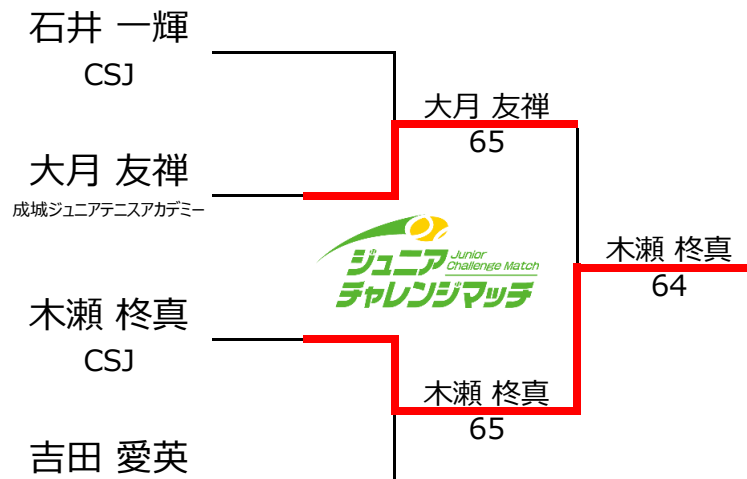 石井 一輝
CSJ
大月 友禅
65
大月 友禅
成城ジュニアテニスアカデミー
ジュニア Junior Challenge Match
チャレンジマッチ
木瀬 柊真
64
木瀬 柊真
CSJ
木瀬 柊真
65
吉田 愛英